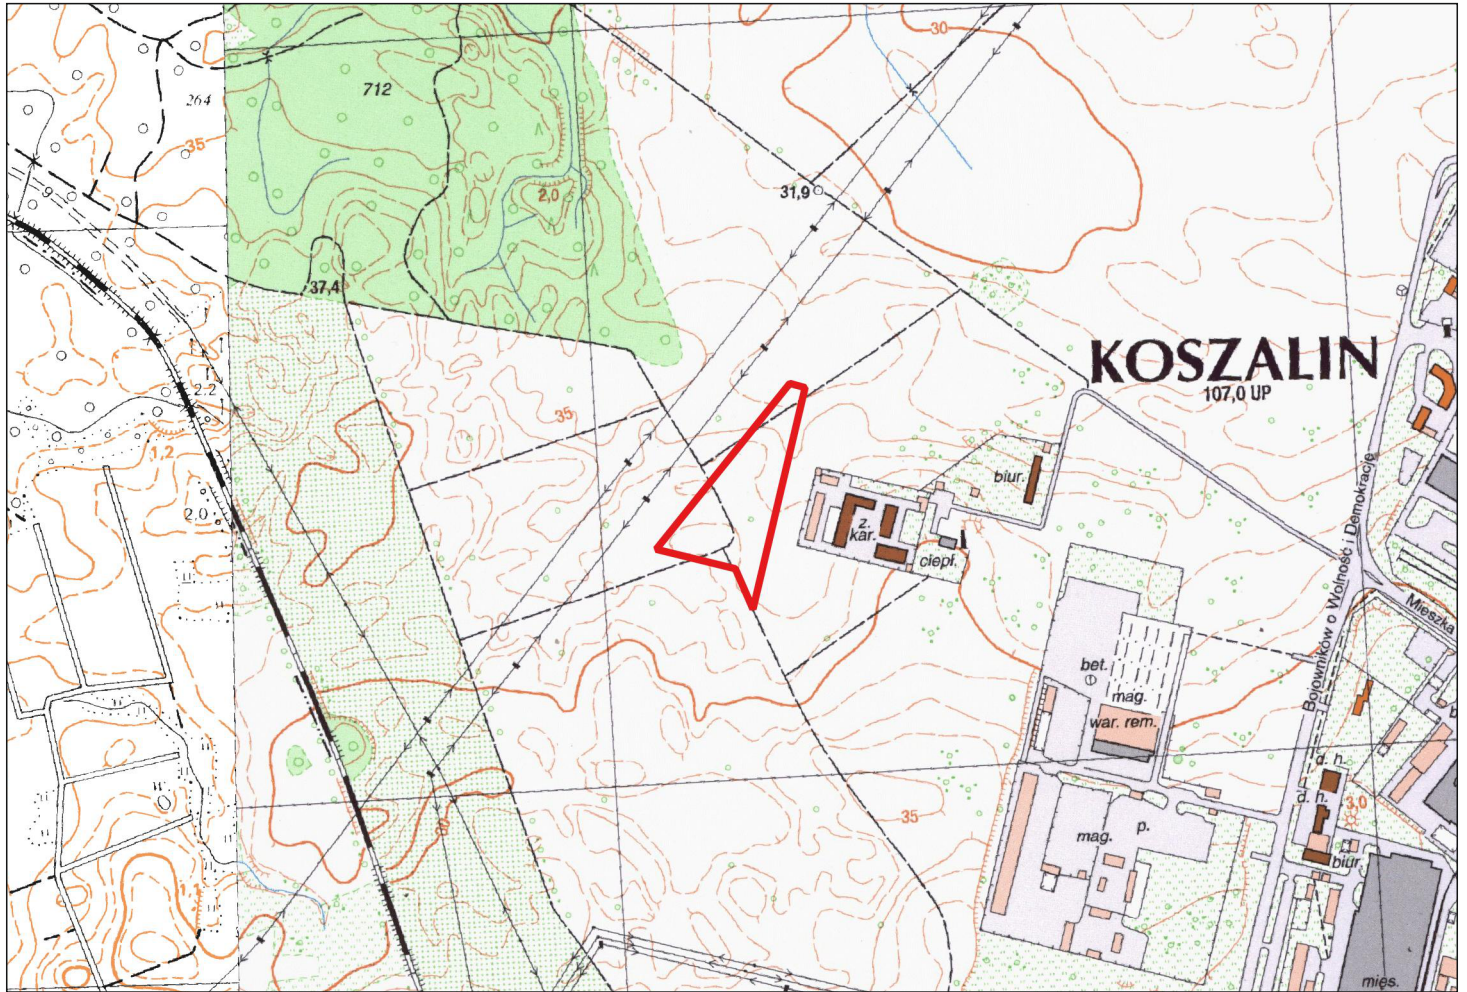 30
712
264
35
9
2,0
31,9
37,4
KOSZALIN
107,0 UP
2,2
35
1,2
biur.
2.0
z.
kar.
ciepł.
Bojowników o Wolność i Demokrację
Mieszka
bet.
mag.
war. rem.
d. h.
d. h.
3,0
W
30
35
mag.
p.
biur.
1,1
mięs.